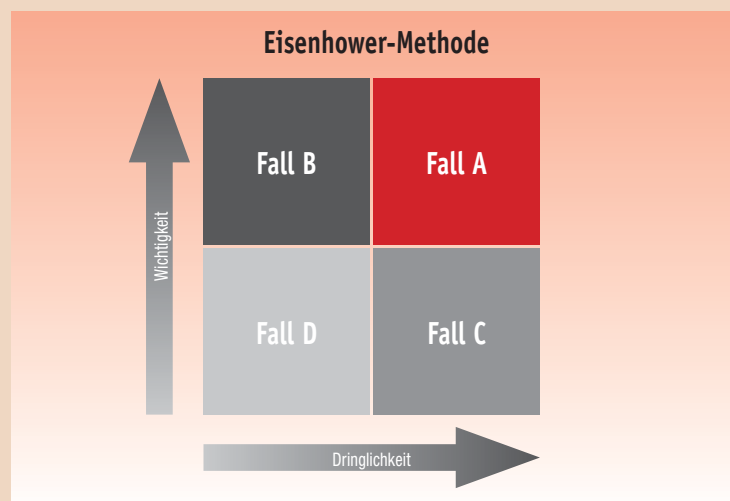 Eisenhower-Methode
Fall B
Fall A
Wichtigkeit
Fall D
Fall C
Dringlichkeit